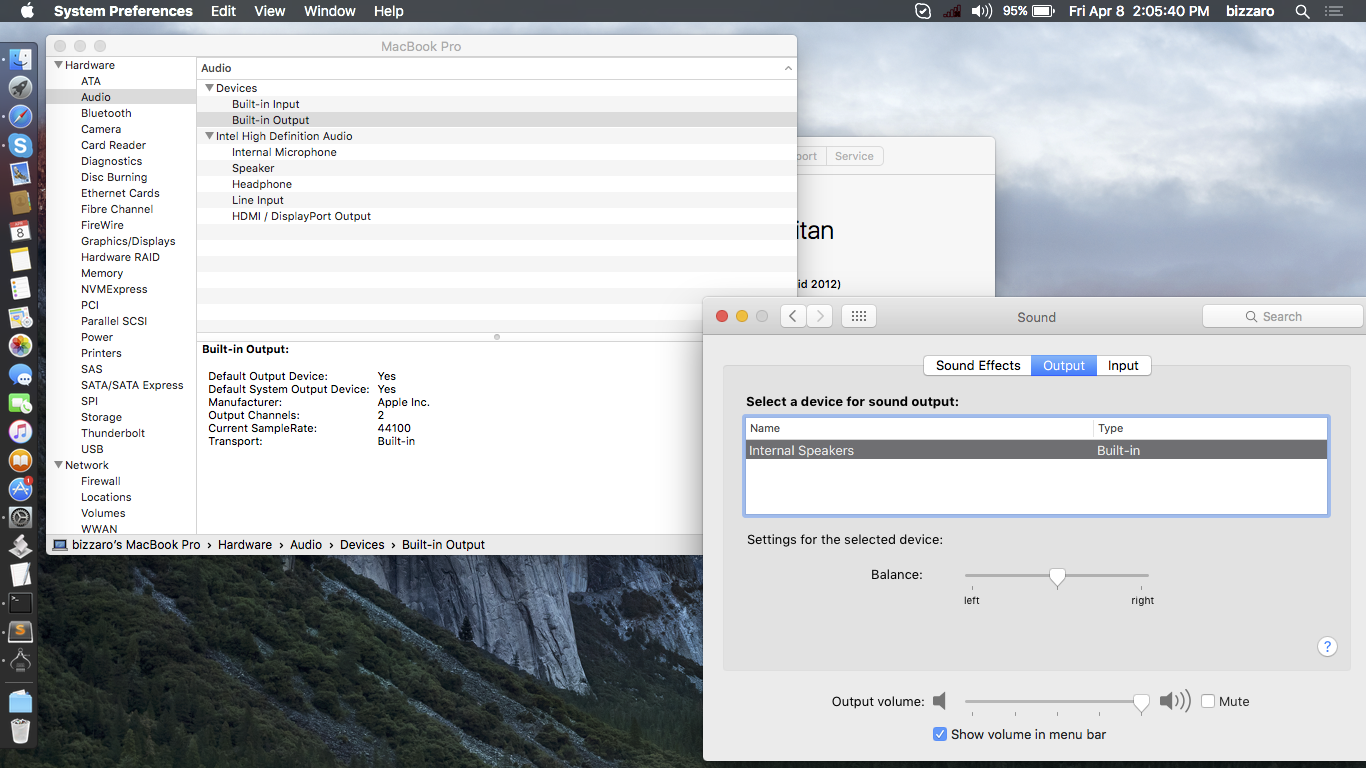 System Preferences Edit View Window Help 95% Fri Apr 8 2:05:40 PM bizzaro
MacBook Pro
Hardware
ATA
Audio
Bluetooth
Camera
Card Reader
Diagnostics
Disc Burning
Ethernet Cards
Fibre Channel
FireWire
Graphics/Displays
Hardware RAID
Memory
NVMExpress
PCI
Parallel SCSI
Power
Printers
SAS
SATA/SATA Express
SPI
Storage
Thunderbolt
USB
Network
Firewall
Locations
Volumes
WWAN
Audio
Devices
Built-in Input
Built-in Output
Intel High Definition Audio
Internal Microphone
Speaker
Headphone
Line Input
HDMI / DisplayPort Output
Built-in Output:
Default Output Device: Yes
Default System Output Device: Yes
Manufacturer: Apple Inc.
Output Channels: 2
Current SampleRate: 44100
Transport: Built-in
bizzaro's MacBook Pro › Hardware › Audio › Devices › Built-in Output
port Service
itan
id 2012)
Sound
Search
Sound Effects Output Input
Select a device for sound output:
Name Type
Internal Speakers Built-in
Settings for the selected device:
Balance:
left right
?
Output volume: Mute
Show volume in menu bar
8
1
S